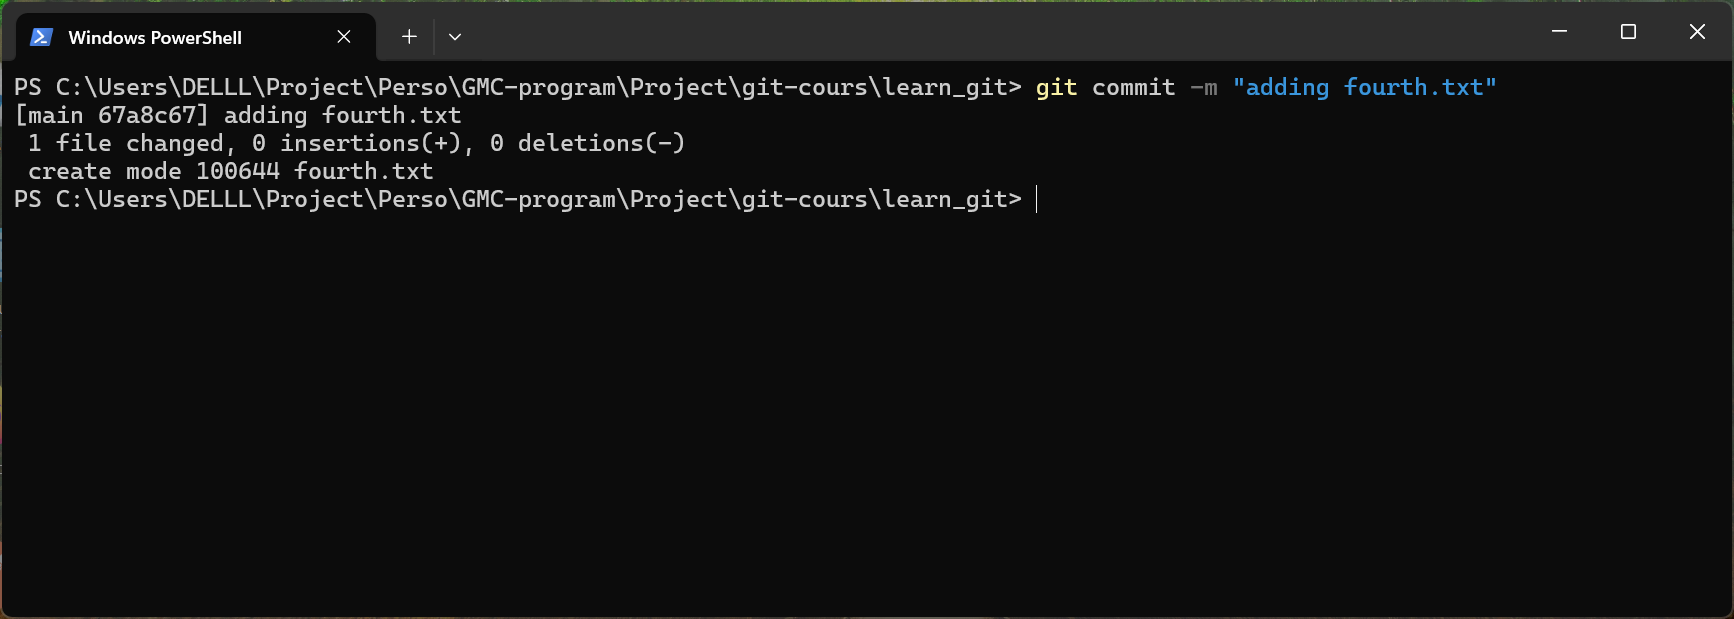 Windows PowerShell
PS C:\Users\DELLL\Project\Perso\GMC-program\Project\git-cours\learn_git> git commit -m "adding fourth.txt"
[main 67a8c67] adding fourth.txt
 1 file changed, 0 insertions(+), 0 deletions(-)
 create mode 100644 fourth.txt
PS C:\Users\DELLL\Project\Perso\GMC-program\Project\git-cours\learn_git>